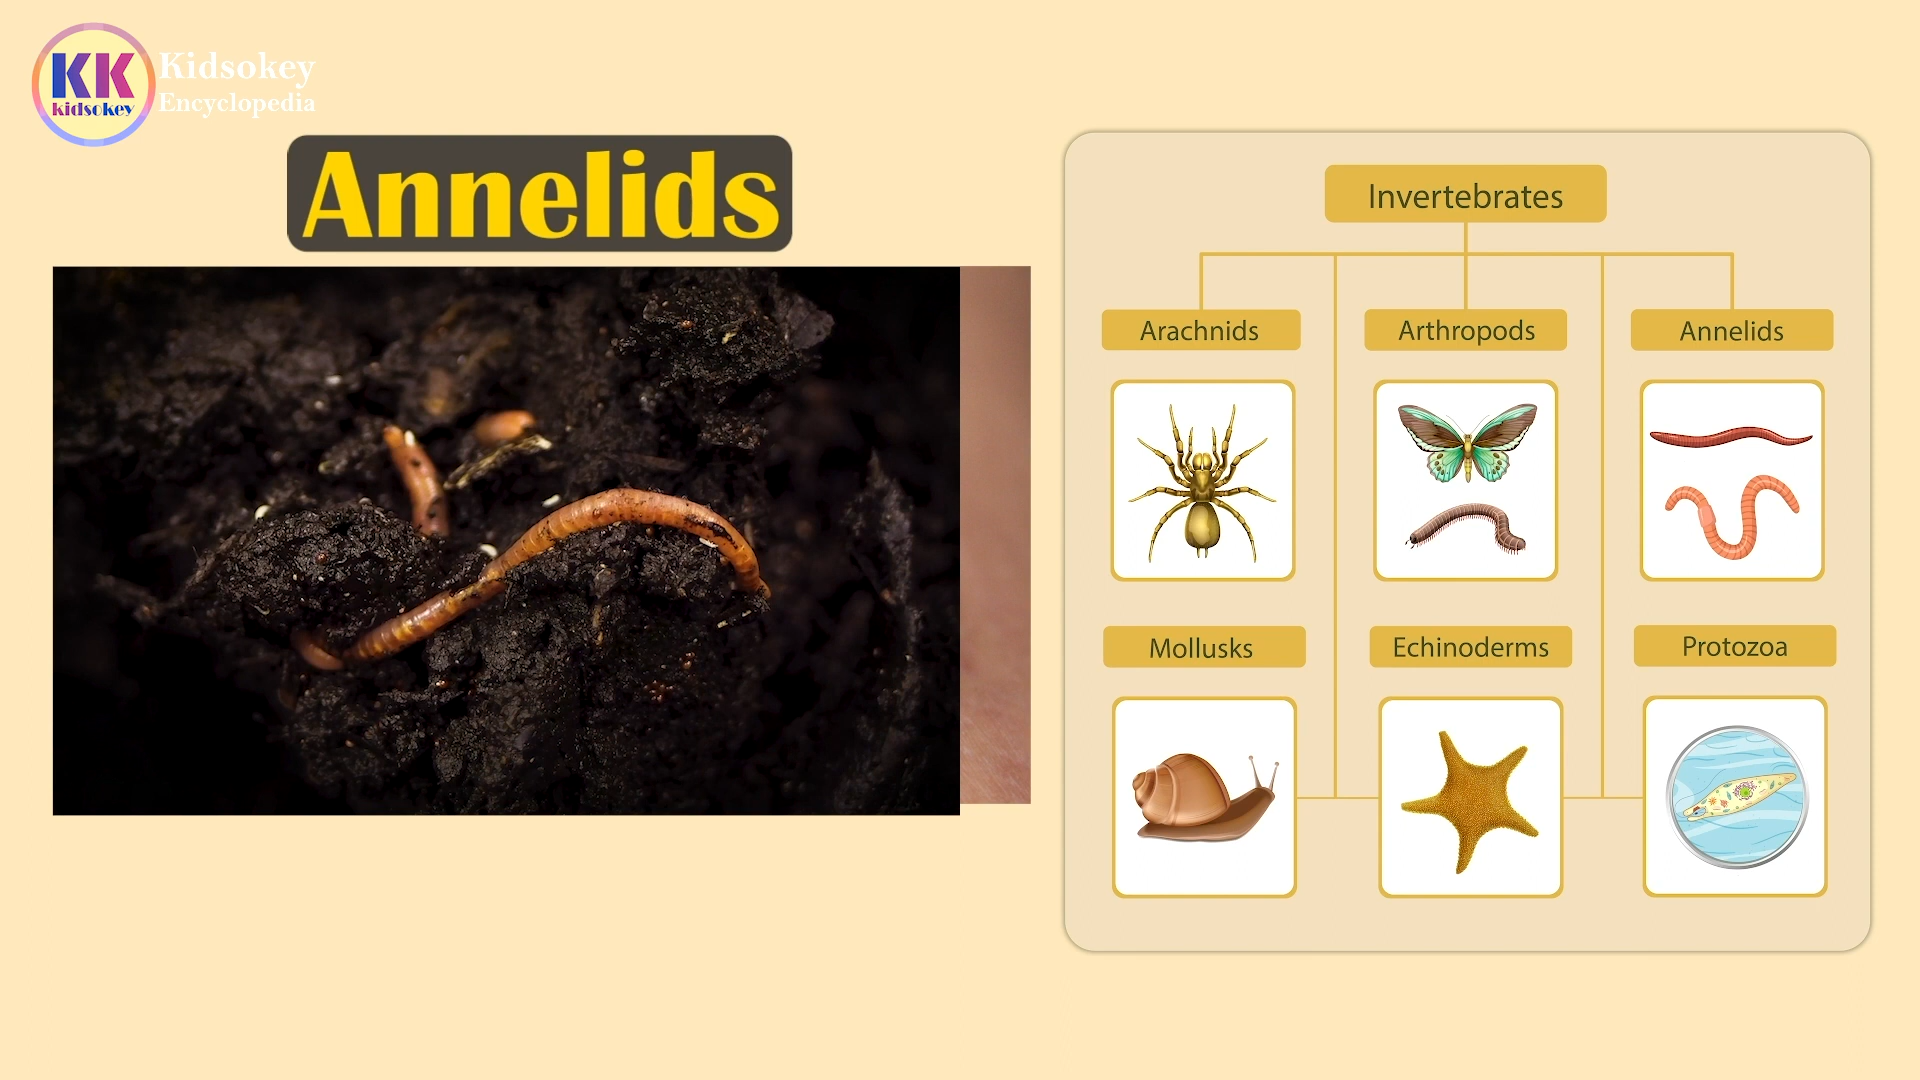 KK
kidsokey
Kidsokey
Encyclopedia
Annelids
Invertebrates
Arachnids
Arthropods
Annelids
Mollusks
Echinoderms
Protozoa